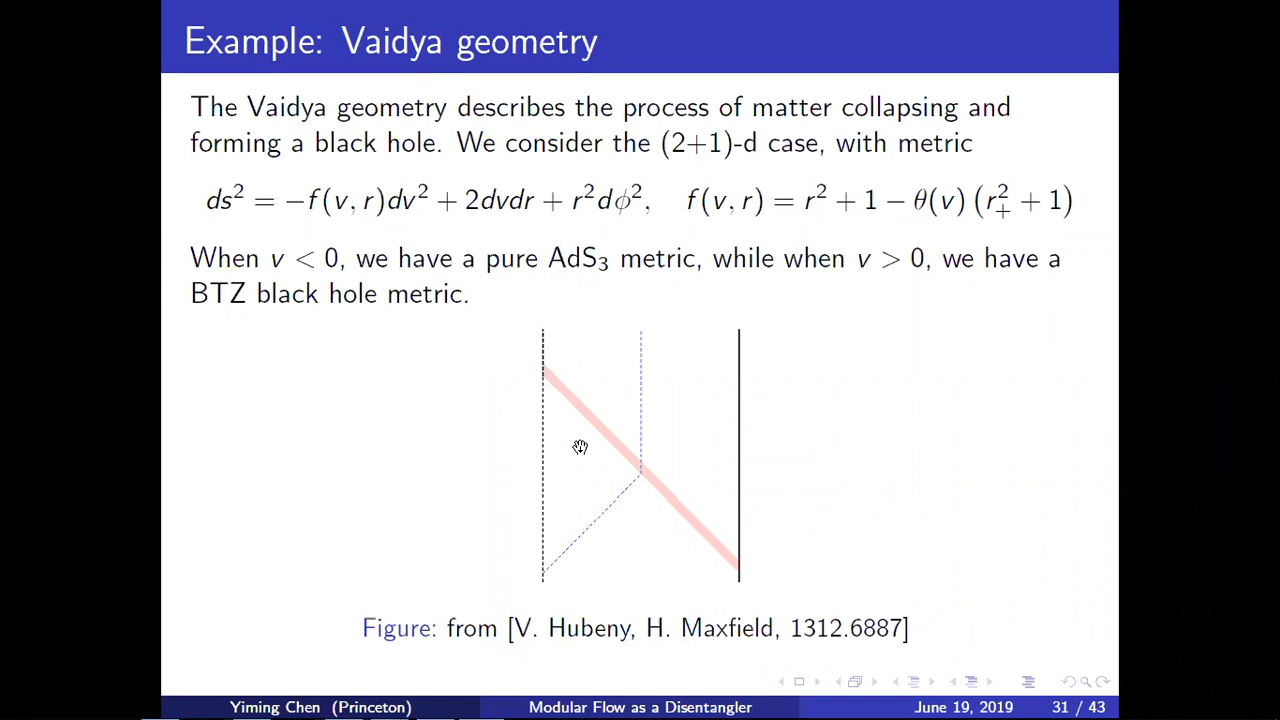 Example: Vaidya geometry
The Vaidya geometry describes the process of matter collapsing and
forming a black hole. We consider the (2+1)-d case, with metric
ds² = −f(v, r)dv² + 2dvdr + r²dϕ², f(v, r) = r² + 1 − θ(v) (r₊² + 1)
When v < 0, we have a pure AdS₃ metric, while when v > 0, we have a
BTZ black hole metric.
Figure: from [V. Hubeny, H. Maxfield, 1312.6887]
Yiming Chen (Princeton) Modular Flow as a Disentangler June 19, 2019 31 / 43